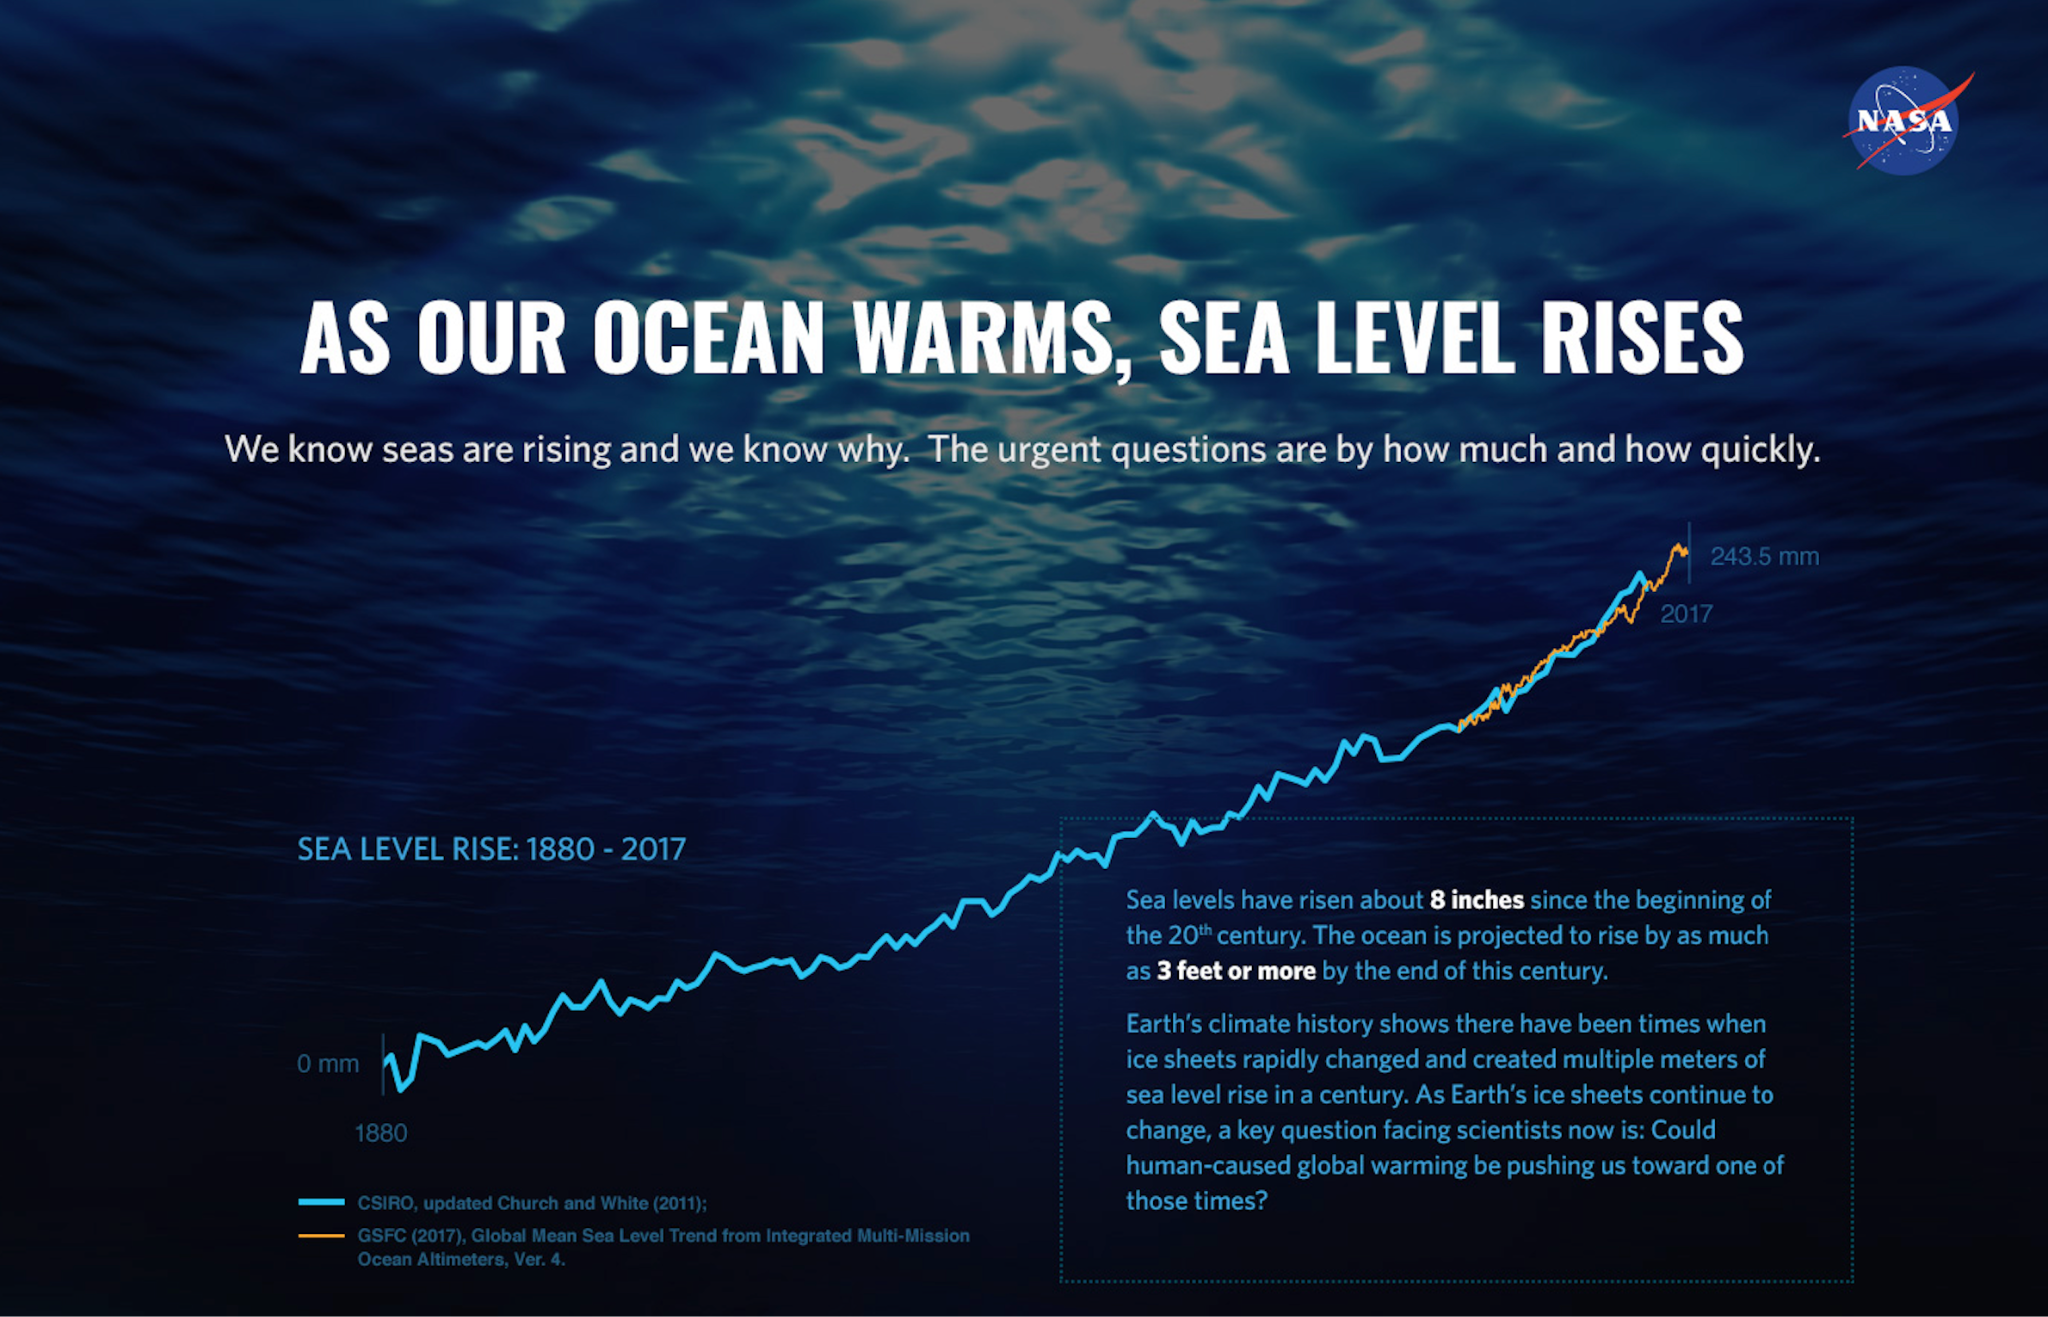 NASA
AS OUR OCEAN WARMS, SEA LEVEL RISES
We know seas are rising and we know why.  The urgent questions are by how much and how quickly.
243.5 mm
2017
SEA LEVEL RISE: 1880 - 2017
0 mm
1880
CSIRO, updated Church and White (2011);
GSFC (2017), Global Mean Sea Level Trend from Integrated Multi-Mission
Ocean Altimeters, Ver. 4.
Sea levels have risen about 8 inches since the beginning of
the 20th century. The ocean is projected to rise by as much
as 3 feet or more by the end of this century.
Earth's climate history shows there have been times when
ice sheets rapidly changed and created multiple meters of
sea level rise in a century. As Earth's ice sheets continue to
change, a key question facing scientists now is: Could
human-caused global warming be pushing us toward one of
those times?